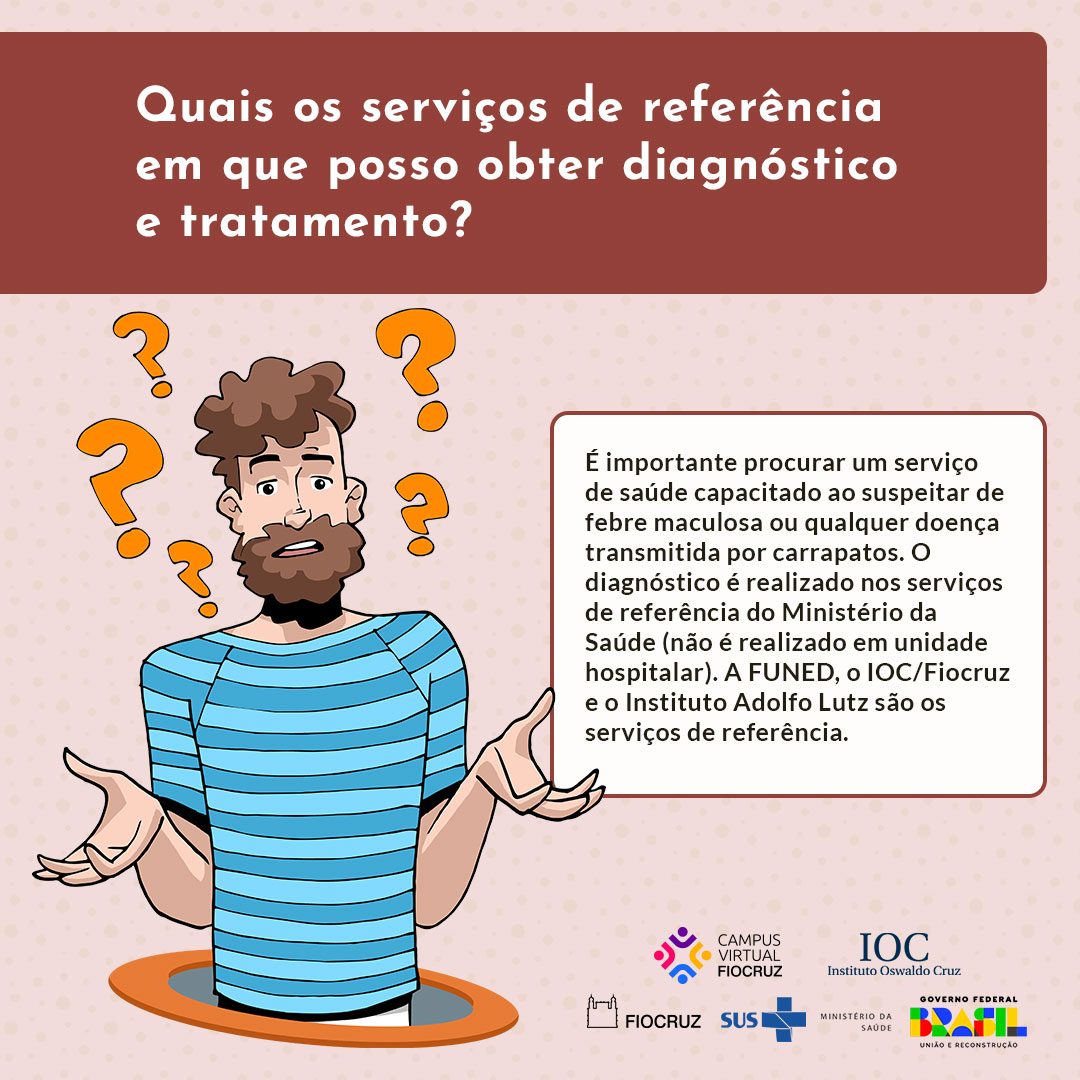 Quais os serviços de referência
em que posso obter diagnóstico
e tratamento?
É importante procurar um serviço
de saúde capacitado ao suspeitar de
febre maculosa ou qualquer doença
transmitida por carrapatos. O
diagnóstico é realizado nos serviços
de referência do Ministério da
Saúde (não é realizado em unidade
hospitalar). A FUNED, o IOC/Fiocruz
e o Instituto Adolfo Lutz são os
serviços de referência.
CAMPUS
VIRTUAL
FIOCRUZ
IOC
Instituto Oswaldo Cruz
FIOCRUZ
SUS
MINISTÉRIO DA
SAÚDE
GOVERNO FEDERAL
BRASIL
UNIÃO E RECONSTRUÇÃO